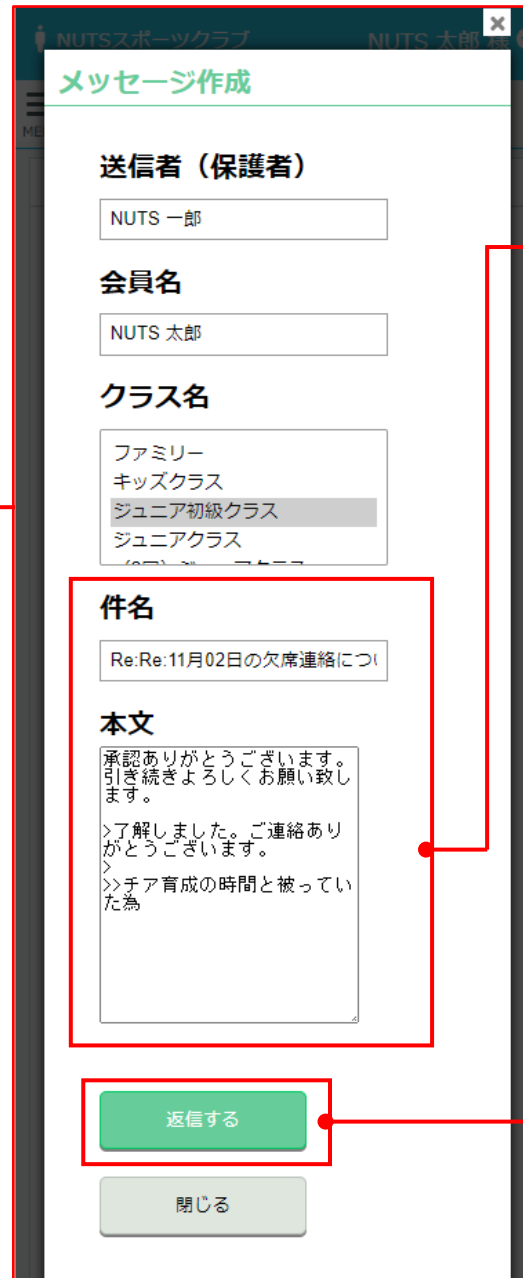 NUTSスポーツクラブ NUTS 太郎 様
×
メッセージ作成
ME
送信者（保護者）
NUTS 一郎
会員名
NUTS 太郎
クラス名
ファミリー
キッズクラス
ジュニア初級クラス
ジュニアクラス
件名
Re:Re:11月02日の欠席連絡につい
本文
承認ありがとうございます。
引き続きよろしくお願い致し
ます。
>了解しました。ご連絡あり
がとうございます。
>
>>チア育成の時間と被ってい
た為
返信する
閉じる